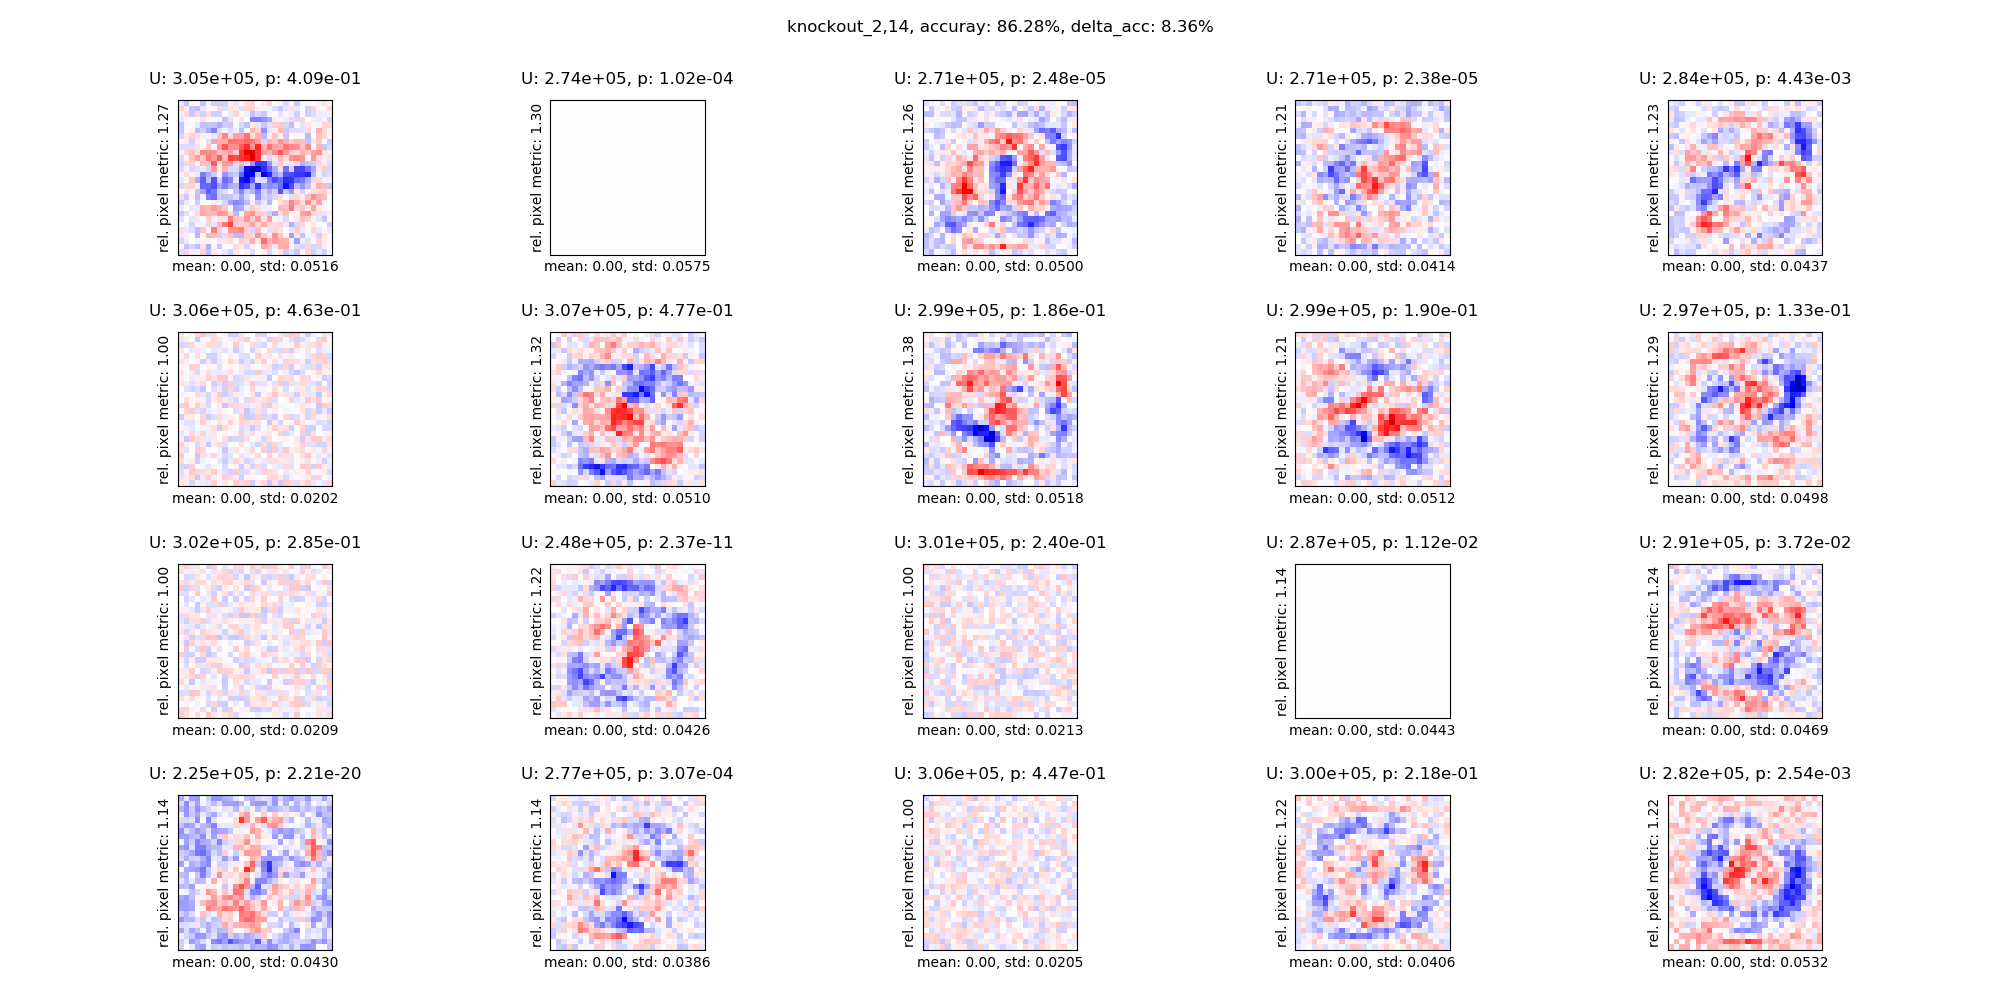 knockout_2,14, accuray: 86.28%, delta_acc: 8.36%
U: 3.05e+05, p: 4.09e-01
rel. pixel metric: 1.27
mean: 0.00, std: 0.0516
U: 2.74e+05, p: 1.02e-04
rel. pixel metric: 1.30
mean: 0.00, std: 0.0575
U: 2.71e+05, p: 2.48e-05
rel. pixel metric: 1.26
mean: 0.00, std: 0.0500
U: 2.71e+05, p: 2.38e-05
rel. pixel metric: 1.21
mean: 0.00, std: 0.0414
U: 2.84e+05, p: 4.43e-03
rel. pixel metric: 1.23
mean: 0.00, std: 0.0437
U: 3.06e+05, p: 4.63e-01
rel. pixel metric: 1.00
mean: 0.00, std: 0.0202
U: 3.07e+05, p: 4.77e-01
rel. pixel metric: 1.32
mean: 0.00, std: 0.0510
U: 2.99e+05, p: 1.86e-01
rel. pixel metric: 1.38
mean: 0.00, std: 0.0518
U: 2.99e+05, p: 1.90e-01
rel. pixel metric: 1.21
mean: 0.00, std: 0.0512
U: 2.97e+05, p: 1.33e-01
rel. pixel metric: 1.29
mean: 0.00, std: 0.0498
U: 3.02e+05, p: 2.85e-01
rel. pixel metric: 1.00
mean: 0.00, std: 0.0209
U: 2.48e+05, p: 2.37e-11
rel. pixel metric: 1.22
mean: 0.00, std: 0.0426
U: 3.01e+05, p: 2.40e-01
rel. pixel metric: 1.00
mean: 0.00, std: 0.0213
U: 2.87e+05, p: 1.12e-02
rel. pixel metric: 1.14
mean: 0.00, std: 0.0443
U: 2.91e+05, p: 3.72e-02
rel. pixel metric: 1.24
mean: 0.00, std: 0.0469
U: 2.25e+05, p: 2.21e-20
rel. pixel metric: 1.14
mean: 0.00, std: 0.0430
U: 2.77e+05, p: 3.07e-04
rel. pixel metric: 1.14
mean: 0.00, std: 0.0386
U: 3.06e+05, p: 4.47e-01
rel. pixel metric: 1.00
mean: 0.00, std: 0.0205
U: 3.00e+05, p: 2.18e-01
rel. pixel metric: 1.22
mean: 0.00, std: 0.0406
U: 2.82e+05, p: 2.54e-03
rel. pixel metric: 1.22
mean: 0.00, std: 0.0532